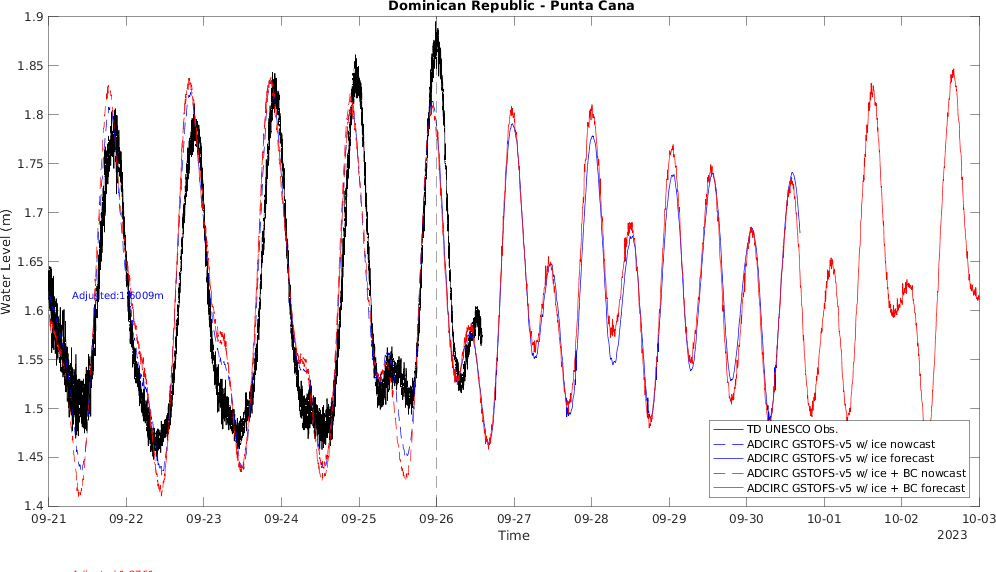 Dominican Republic - Punta Cana
1.9
1.85
1.8
1.75
1.7
1.65
1.6
1.55
1.5
1.45
1.4
Water Level (m)
Adjusted:1.6009m
TD UNESCO Obs.
ADCIRC GSTOFS-v5 w/ ice nowcast
ADCIRC GSTOFS-v5 w/ ice forecast
ADCIRC GSTOFS-v5 w/ ice + BC nowcast
ADCIRC GSTOFS-v5 w/ ice + BC forecast
09-21 09-22 09-23 09-24 09-25 09-26 09-27 09-28 09-29 09-30 10-01 10-02 10-03
Time
2023